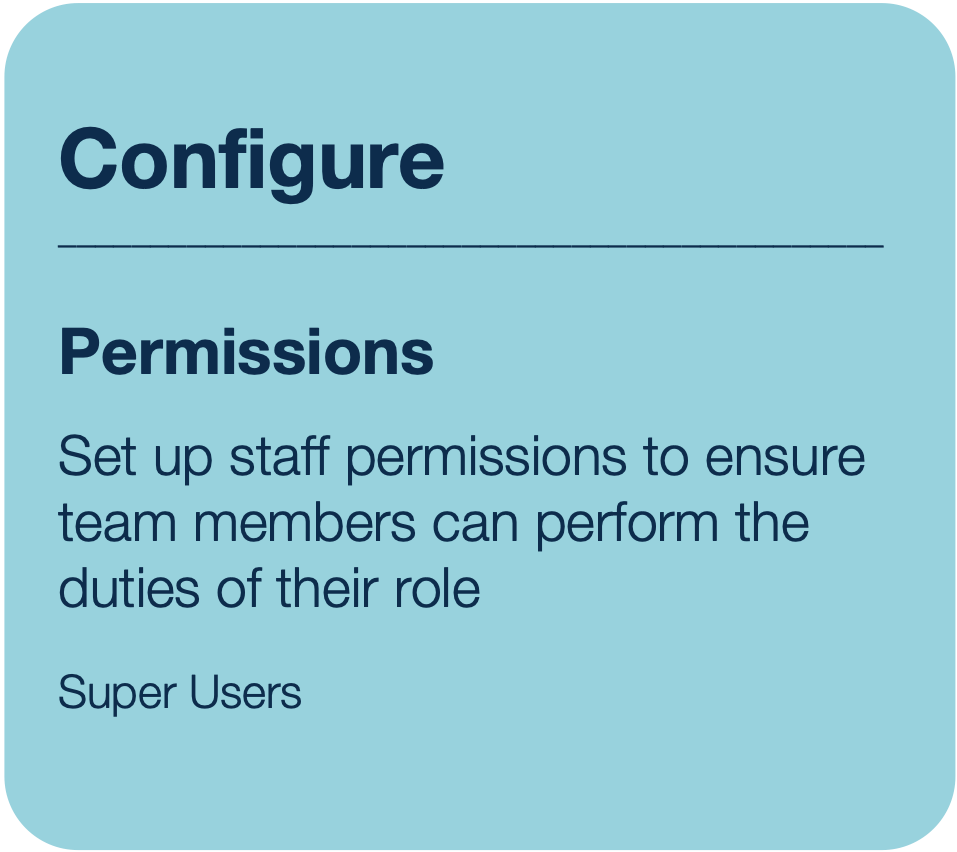 Configure
Permissions
Set up staff permissions to ensure
team members can perform the
duties of their role
Super Users